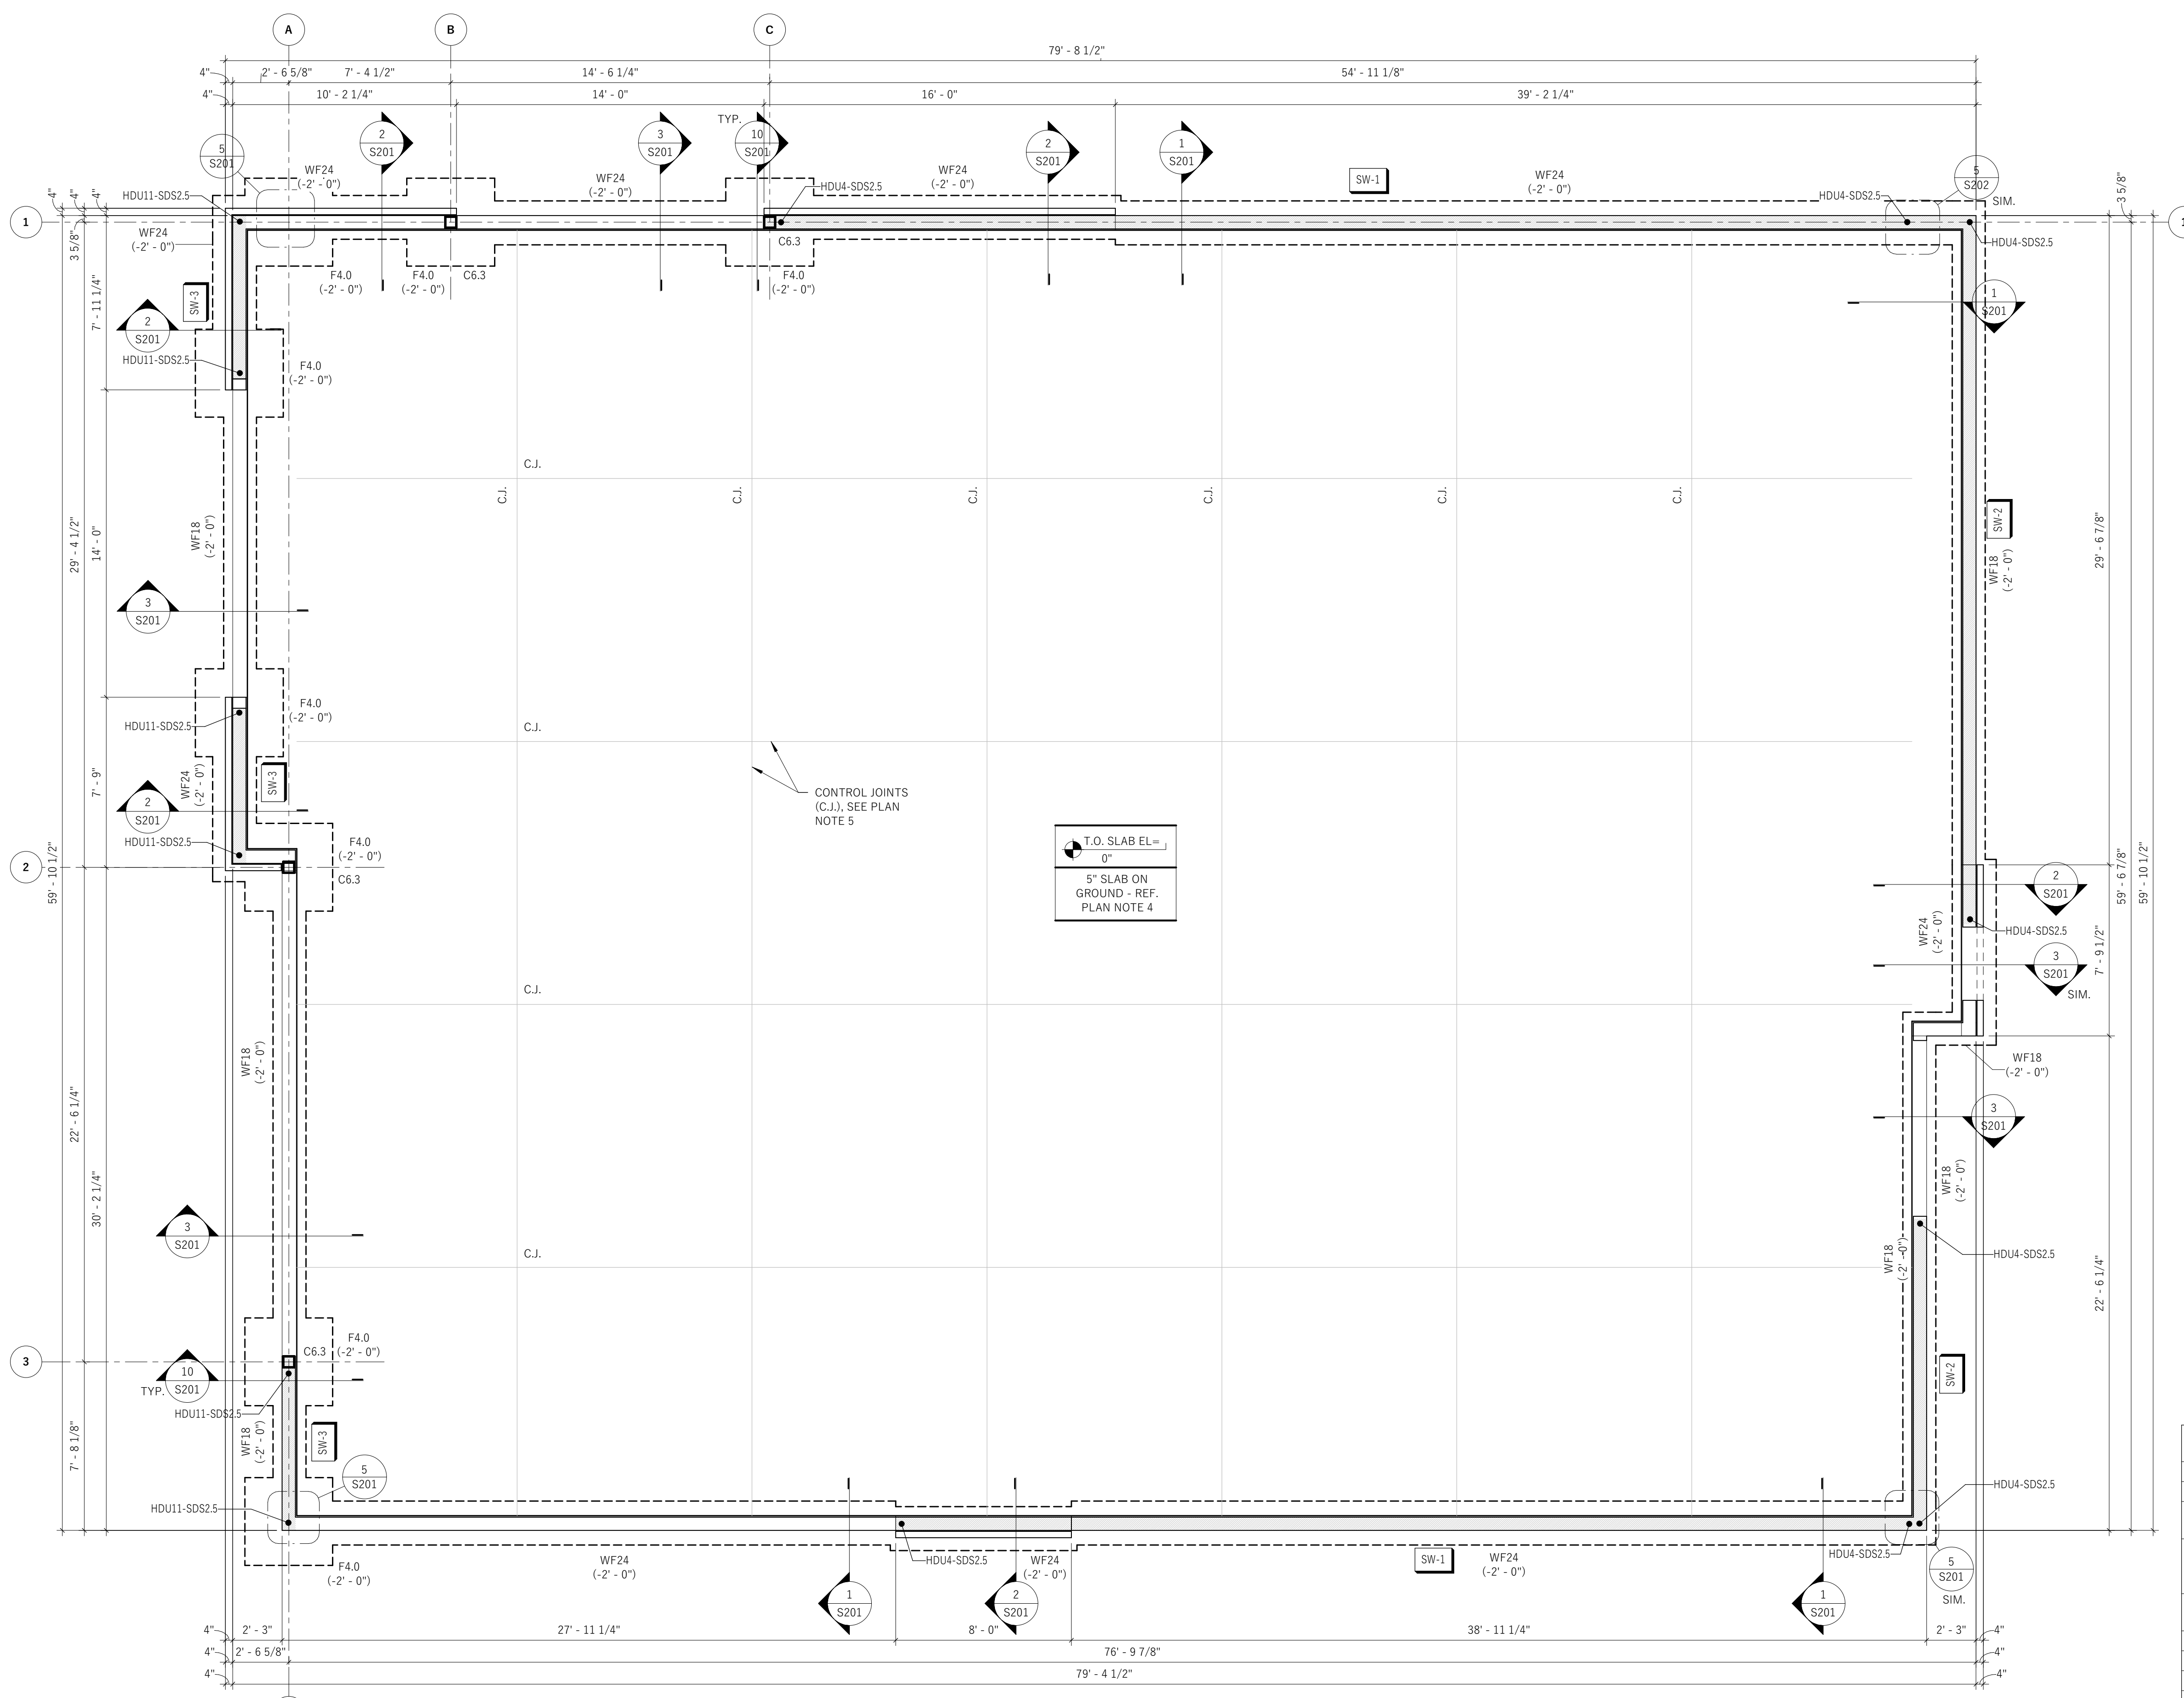 A
B
C
79' - 8 1/2"
4"
2' - 6 5/8"
7' - 4 1/2"
14' - 6 1/4"
54' - 11 1/8"
4"
10' - 2 1/4"
14' - 0"
16' - 0"
39' - 2 1/4"
TYP.
5
S201
2
S201
3
S201
10
S201
2
S201
1
S201
5
S202
SIM.
WF24
(-2' - 0")
WF24
(-2' - 0")
WF24
(-2' - 0")
SW-1
WF24
(-2' - 0")
HDU11-SDS2.5
HDU4-SDS2.5
HDU4-SDS2.5
HDU4-SDS2.5
4"
4"
4"
3 5/8"
3 5/8"
1
1
WF24
(-2' - 0")
C6.3
F4.0
(-2' - 0")
F4.0
(-2' - 0")
C6.3
F4.0
(-2' - 0")
7' - 11 1/4"
SW-3
2
S201
1
S201
HDU11-SDS2.5
F4.0
(-2' - 0")
C.J.
C.J.
C.J.
C.J.
C.J.
C.J.
C.J.
29' - 4 1/2"
14' - 0"
WF18
(-2' - 0")
SW-2
WF18
(-2' - 0")
29' - 6 7/8"
3
S201
F4.0
(-2' - 0")
HDU11-SDS2.5
C.J.
7' - 9"
WF24
(-2' - 0")
SW-3
2
S201
CONTROL JOINTS
(C.J.), SEE PLAN
NOTE 5
HDU11-SDS2.5
F4.0
(-2' - 0")
C6.3
2
59' - 10 1/2"
T.O. SLAB EL=
0"
5" SLAB ON
GROUND - REF.
PLAN NOTE 4
2
S201
HDU4-SDS2.5
WF24
(-2' - 0")
3
S201
SIM.
7' - 9 1/2"
59' - 6 7/8"
59' - 10 1/2"
C.J.
WF18
(-2' - 0")
WF18
(-2' - 0")
22' - 6 1/4"
30' - 2 1/4"
3
S201
WF18
(-2' - 0")
3
S201
C.J.
WF18
(-2' - 0")
HDU4-SDS2.5
22' - 6 1/4"
3
C6.3
F4.0
(-2' - 0")
10
S201
TYP.
HDU11-SDS2.5
SW-2
7' - 8 1/8"
WF18
(-2' - 0")
SW-3
5
S201
HDU11-SDS2.5
HDU4-SDS2.5
F4.0
(-2' - 0")
WF24
(-2' - 0")
HDU4-SDS2.5
WF24
(-2' - 0")
SW-1
WF24
(-2' - 0")
HDU4-SDS2.5
5
S201
SIM.
1
S201
2
S201
1
S201
4"
2' - 3"
27' - 11 1/4"
8' - 0"
38' - 11 1/4"
2' - 3"
4"
4"
2' - 6 5/8"
76' - 9 7/8"
4"
4"
79' - 4 1/2"
4"